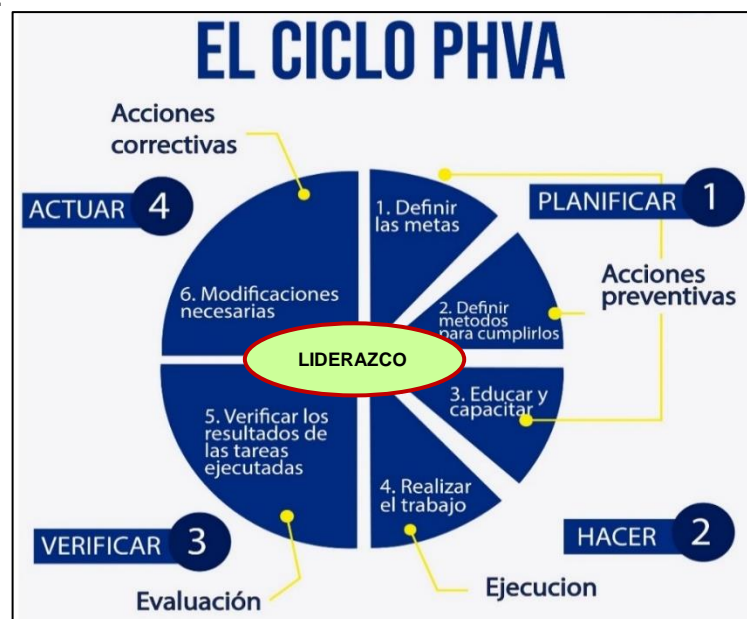 EL CICLO PHVA
Acciones
correctivas
ACTUAR 4
1. Definir
las metas
PLANIFICAR 1
Acciones
preventivas
2. Definir
metodos
para cumplirlos
6. Modificaciones
necesarias
LIDERAZCO
3. Educar y
capacitar
5. Verificar los
resultados de
las tareas
ejecutadas
4. Realizar
el trabajo
VERIFICAR 3
HACER 2
Evaluación
Ejecucion